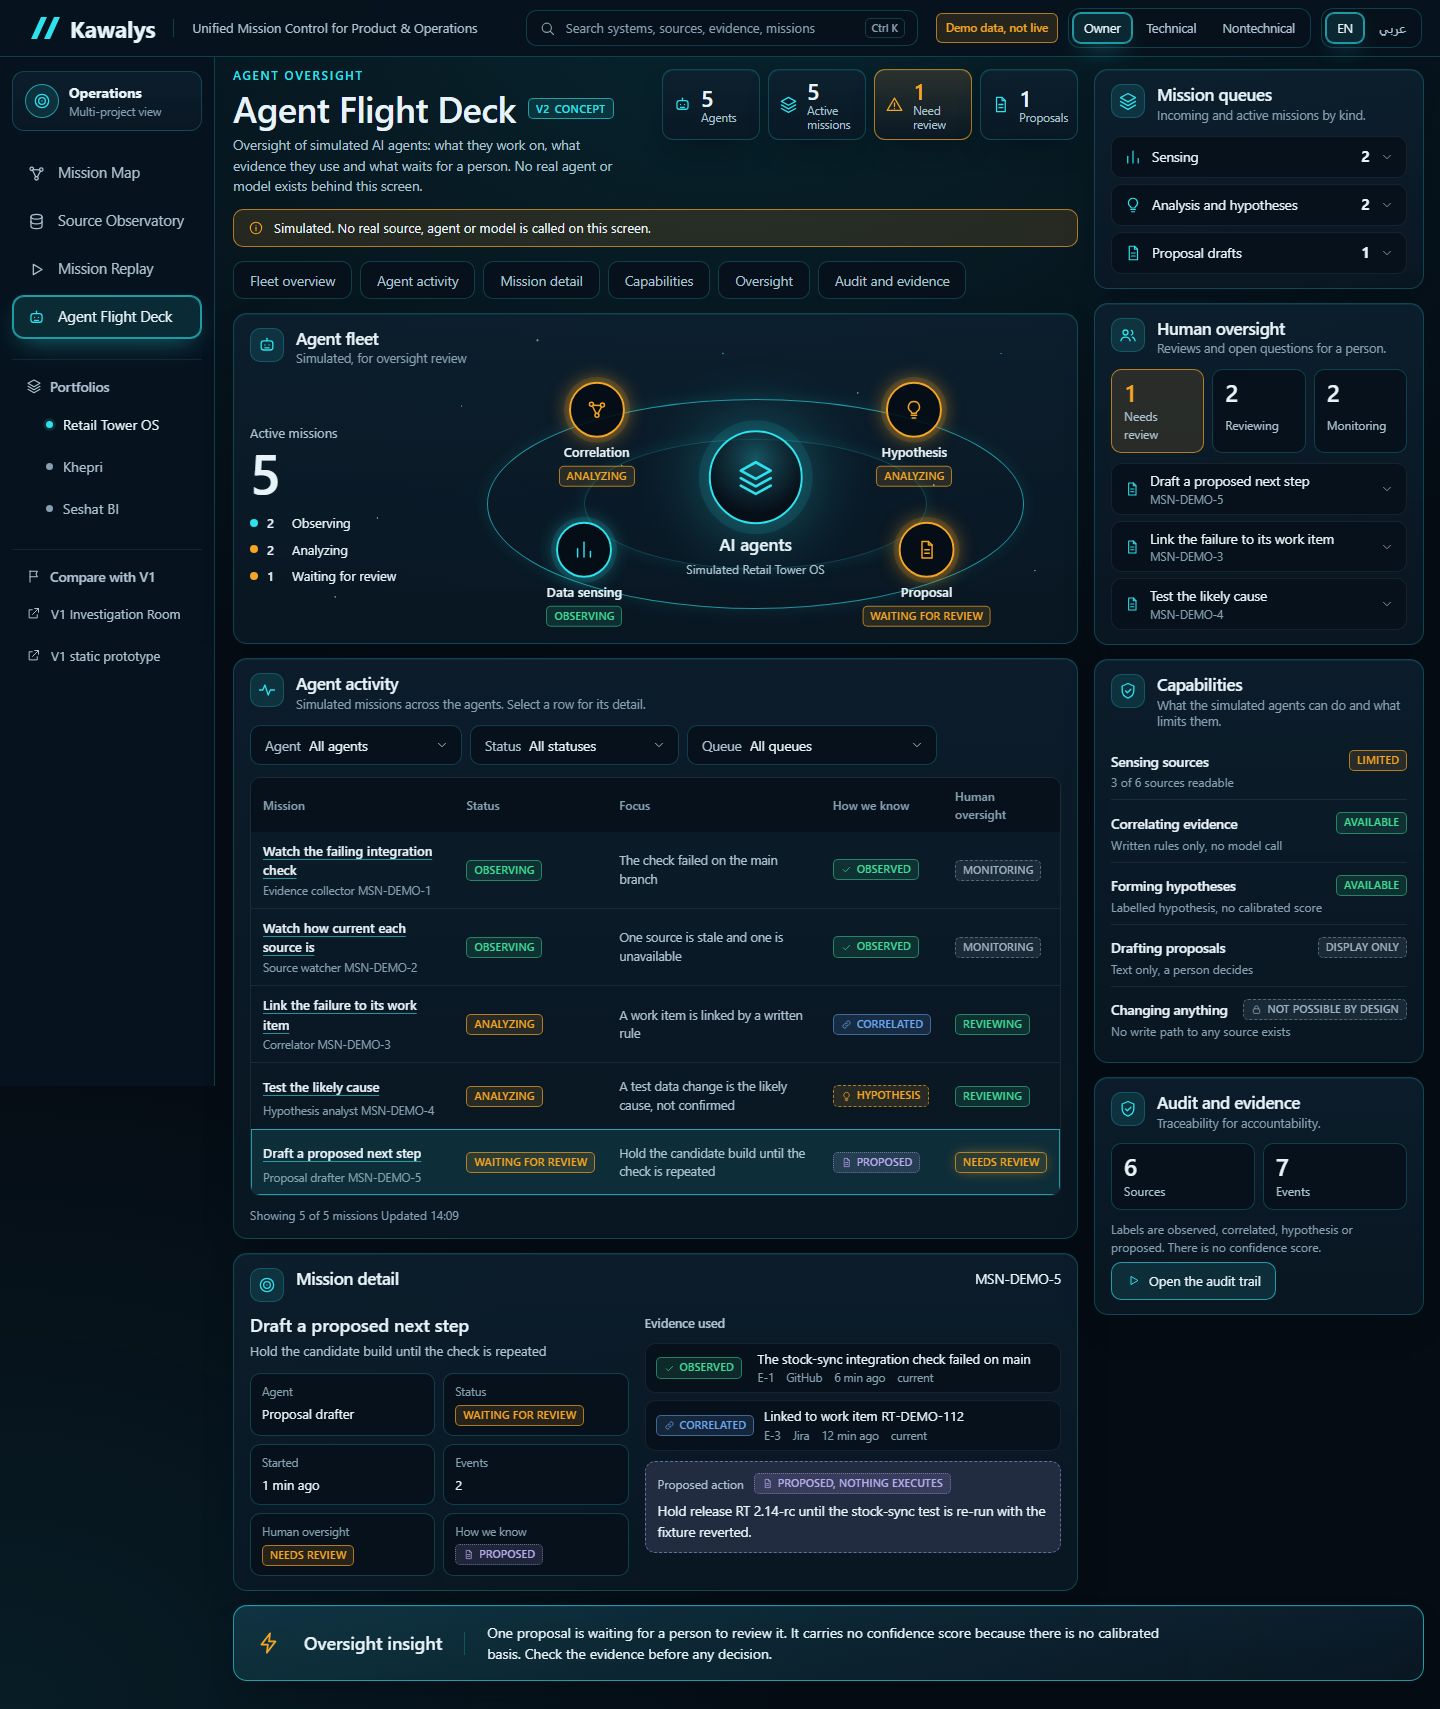 Kawalys
Unified Mission Control for Product & Operations
Search systems, sources, evidence, missions
Ctrl K
Demo data, not live
Owner
Technical
Nontechnical
EN
عربي
Operations
Multi-project view
Mission Map
Source Observatory
Mission Replay
Agent Flight Deck
Portfolios
Retail Tower OS
Khepri
Seshat BI
Compare with V1
V1 Investigation Room
V1 static prototype
AGENT OVERSIGHT
Agent Flight Deck
V2 CONCEPT
Oversight of simulated AI agents: what they work on, what
evidence they use and what waits for a person. No real agent or
model exists behind this screen.
5
Agents
5
Active
missions
1
Need
review
1
Proposals
Simulated. No real source, agent or model is called on this screen.
Fleet overview
Agent activity
Mission detail
Capabilities
Oversight
Audit and evidence
Agent fleet
Simulated, for oversight review
Active missions
5
2 Observing
2 Analyzing
1 Waiting for review
Correlation
ANALYZING
Hypothesis
ANALYZING
AI agents
Simulated Retail Tower OS
Data sensing
OBSERVING
Proposal
WAITING FOR REVIEW
Agent activity
Simulated missions across the agents. Select a row for its detail.
Agent All agents
Status All statuses
Queue All queues
Mission
Status
Focus
How we know
Human
oversight
Watch the failing integration
check
Evidence collector MSN-DEMO-1
OBSERVING
The check failed on the main
branch
OBSERVED
MONITORING
Watch how current each
source is
Source watcher MSN-DEMO-2
OBSERVING
One source is stale and one is
unavailable
OBSERVED
MONITORING
Link the failure to its work
item
Correlator MSN-DEMO-3
ANALYZING
A work item is linked by a written
rule
CORRELATED
REVIEWING
Test the likely cause
Hypothesis analyst MSN-DEMO-4
ANALYZING
A test data change is the likely
cause, not confirmed
HYPOTHESIS
REVIEWING
Draft a proposed next step
Proposal drafter MSN-DEMO-5
WAITING FOR REVIEW
Hold the candidate build until the
check is repeated
PROPOSED
NEEDS REVIEW
Showing 5 of 5 missions Updated 14:09
Mission detail
MSN-DEMO-5
Draft a proposed next step
Hold the candidate build until the check is repeated
Agent
Proposal drafter
Status
WAITING FOR REVIEW
Started
1 min ago
Events
2
Human oversight
NEEDS REVIEW
How we know
PROPOSED
Evidence used
OBSERVED
The stock-sync integration check failed on main
E-1 GitHub 6 min ago current
CORRELATED
Linked to work item RT-DEMO-112
E-3 Jira 12 min ago current
Proposed action
PROPOSED, NOTHING EXECUTES
Hold release RT 2.14-rc until the stock-sync test is re-run with the
fixture reverted.
Mission queues
Incoming and active missions by kind.
Sensing 2
Analysis and hypotheses 2
Proposal drafts 1
Human oversight
Reviews and open questions for a person.
1
Needs
review
2
Reviewing
2
Monitoring
Draft a proposed next step
MSN-DEMO-5
Link the failure to its work item
MSN-DEMO-3
Test the likely cause
MSN-DEMO-4
Capabilities
What the simulated agents can do and what
limits them.
Sensing sources
LIMITED
3 of 6 sources readable
Correlating evidence
AVAILABLE
Written rules only, no model call
Forming hypotheses
AVAILABLE
Labelled hypothesis, no calibrated score
Drafting proposals
DISPLAY ONLY
Text only, a person decides
Changing anything
NOT POSSIBLE BY DESIGN
No write path to any source exists
Audit and evidence
Traceability for accountability.
6
Sources
7
Events
Labels are observed, correlated, hypothesis or
proposed. There is no confidence score.
Open the audit trail
Oversight insight
One proposal is waiting for a person to review it. It carries no confidence score because there is no calibrated
basis. Check the evidence before any decision.